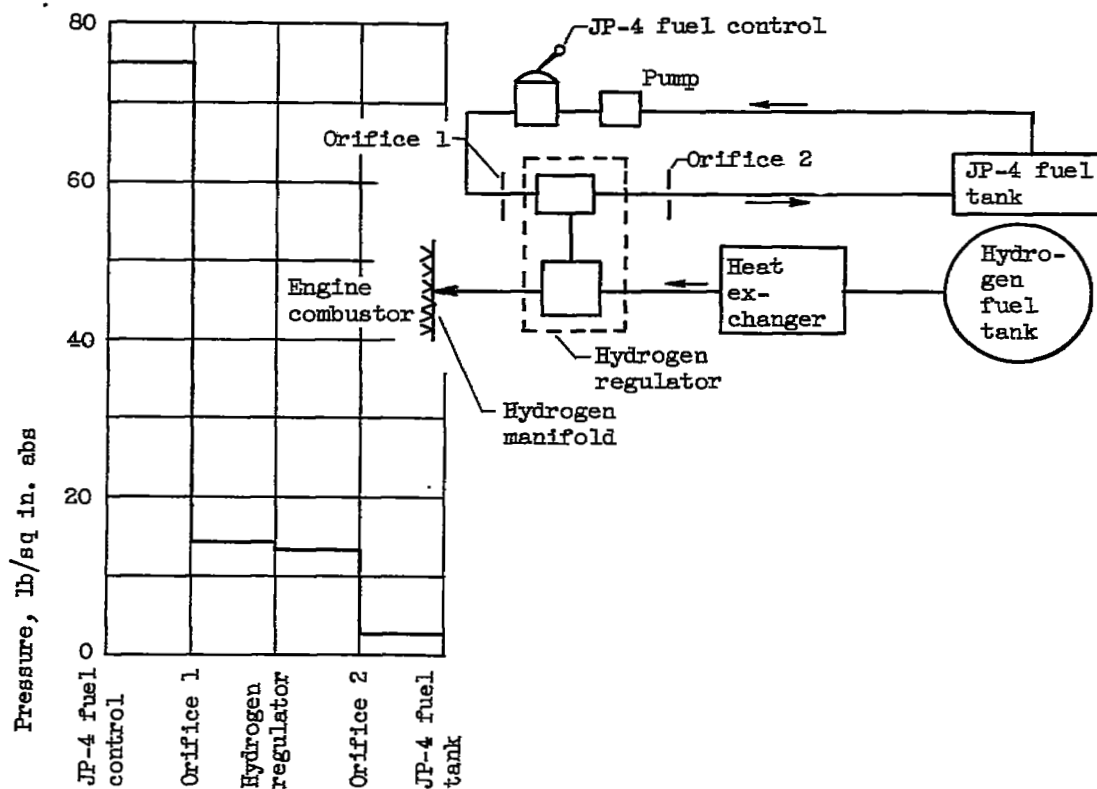 80
60
40
20
0
Pressure, lb/sq in. abs
JP-4 fuel
control
Orifice 1
Hydrogen
regulator
Orifice 2
JP-4 fuel
tank
JP-4 fuel control
Pump
Orifice 1
Orifice 2
JP-4 fuel
tank
Engine
combustor
Heat
ex-
changer
Hydro-
gen
fuel
tank
Hydrogen
regulator
Hydrogen
manifold